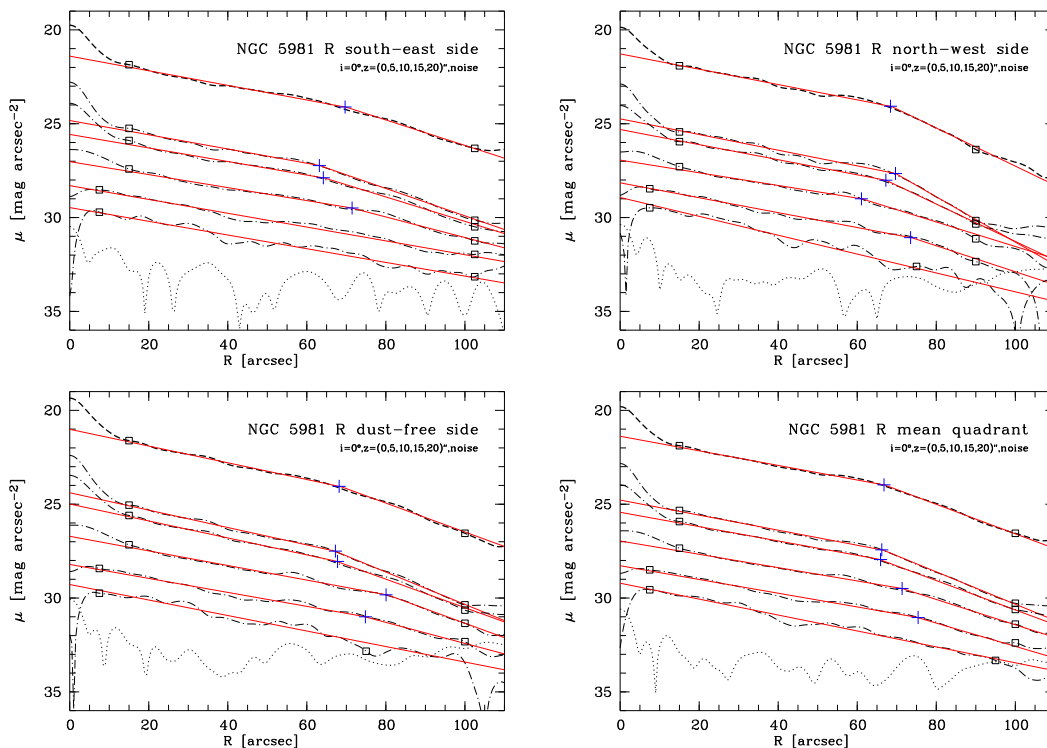 NGC 5981 R south-east side
i=0°,z=(0,5,10,15,20)",noise
20
25
30
35
μ [mag arcsec-2]
0 20 40 60 80 100
R [arcsec]
NGC 5981 R north-west side
i=0°,z=(0,5,10,15,20)",noise
20
25
30
35
μ [mag arcsec-2]
0 20 40 60 80 100
R [arcsec]
NGC 5981 R dust-free side
i=0°,z=(0,5,10,15,20)",noise
20
25
30
35
μ [mag arcsec-2]
0 20 40 60 80 100
R [arcsec]
NGC 5981 R mean quadrant
i=0°,z=(0,5,10,15,20)",noise
20
25
30
35
μ [mag arcsec-2]
0 20 40 60 80 100
R [arcsec]